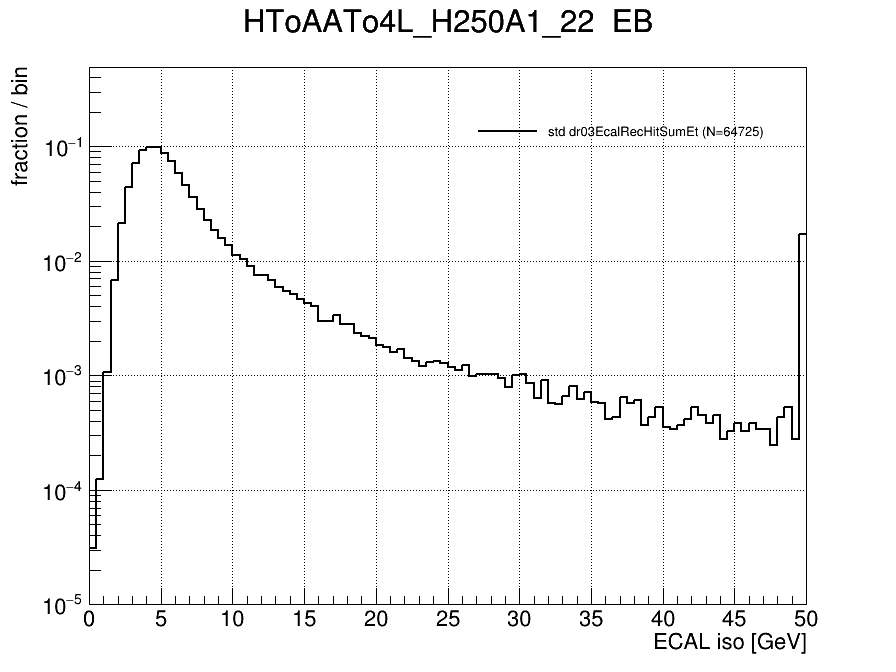 HToAATo4L_H250A1_22 EB
fraction / bin
std dr03EcalRecHitSumEt (N=64725)
10⁻¹
10⁻²
10⁻³
10⁻⁴
10⁻⁵
0 5 10 15 20 25 30 35 40 45 50
ECAL iso [GeV]